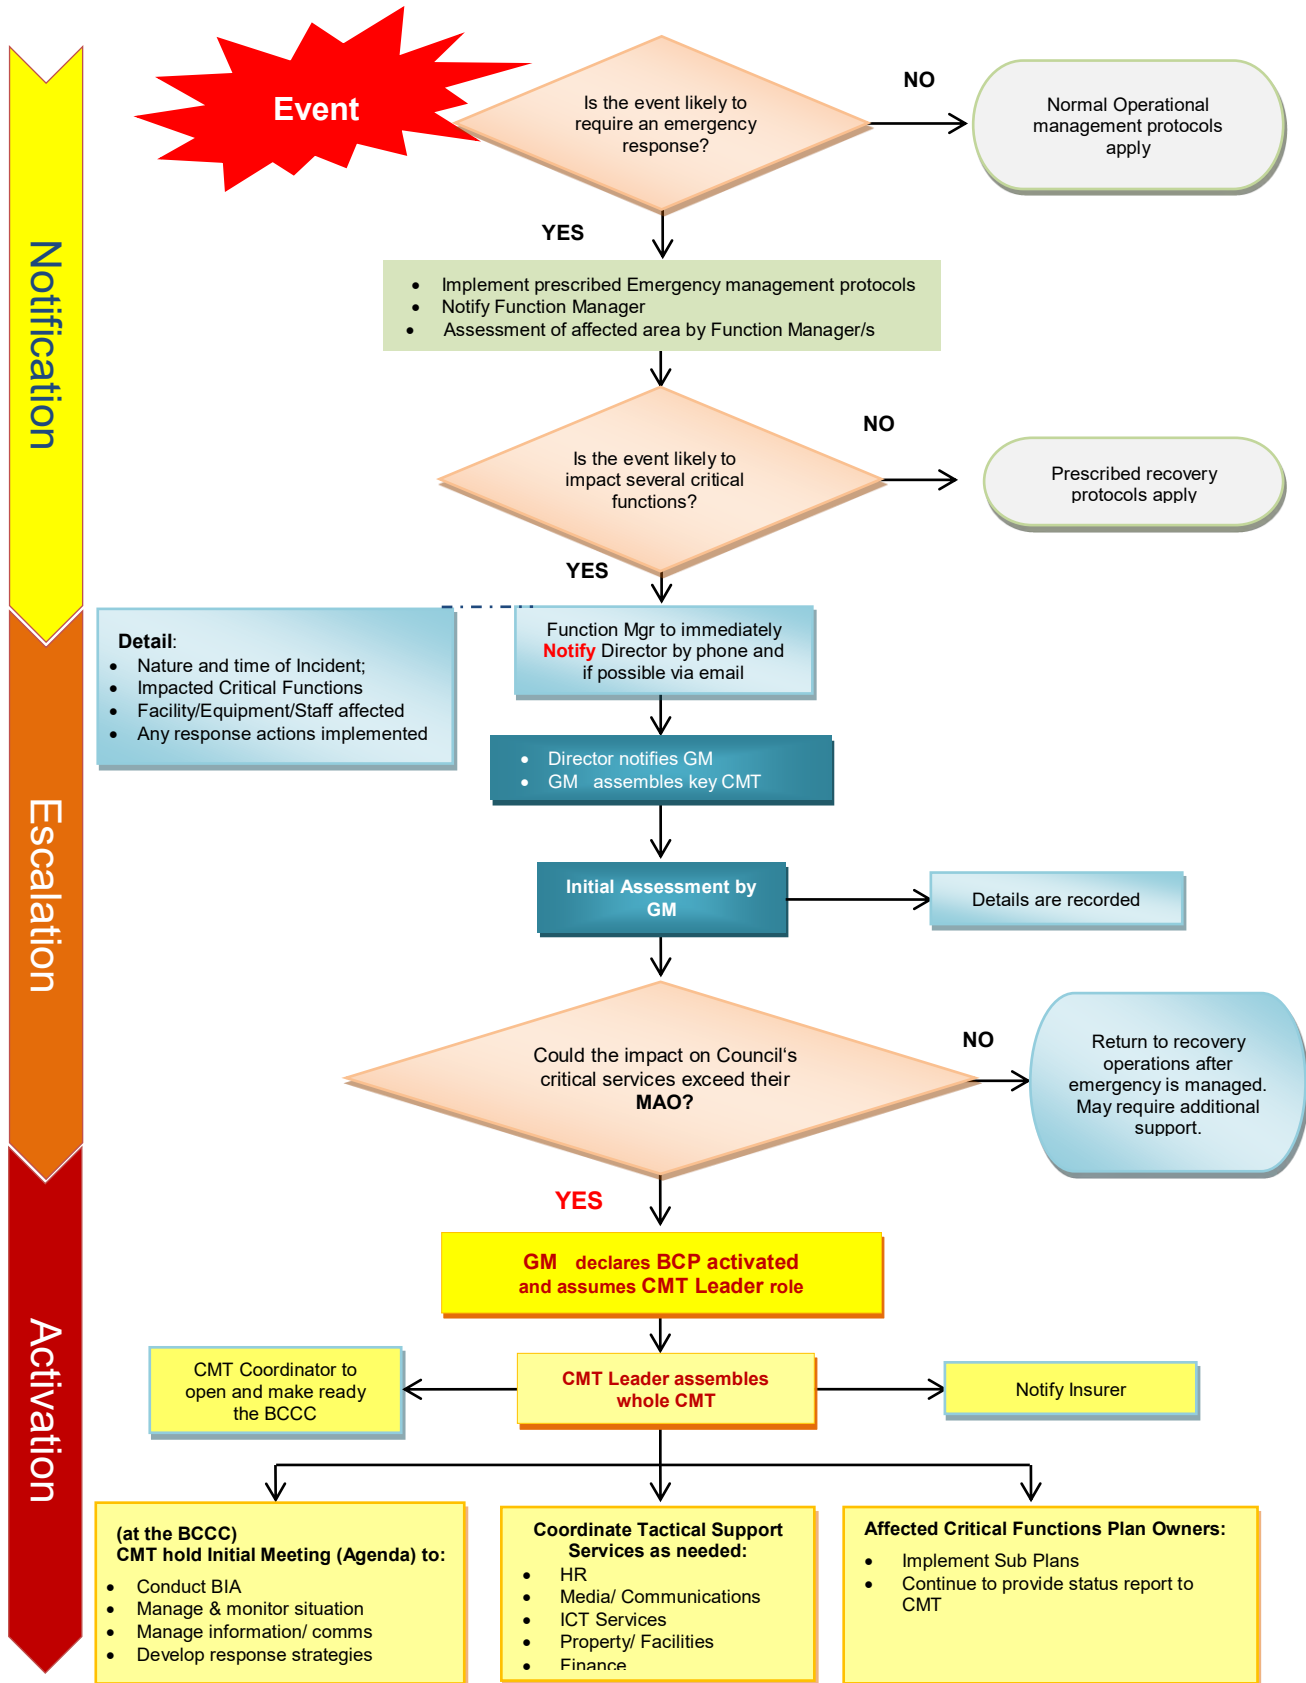 Event
Is the event likely to
require an emergency
response?
NO
Normal Operational
management protocols
apply
YES
Notification
• Implement prescribed Emergency management protocols
• Notify Function Manager
• Assessment of affected area by Function Manager/s
Is the event likely to
impact several critical
functions?
NO
Prescribed recovery
protocols apply
YES
Detail:
• Nature and time of Incident;
• Impacted Critical Functions
• Facility/Equipment/Staff affected
• Any response actions implemented
Function Mgr to immediately
Notify Director by phone and
if possible via email
• Director notifies GM
• GM assembles key CMT
Escalation
Initial Assessment by
GM
Details are recorded
Could the impact on Council‘s
critical services exceed their
MAO?
NO
Return to recovery
operations after
emergency is managed.
May require additional
support.
YES
GM declares BCP activated
and assumes CMT Leader role
Activation
CMT Coordinator to
open and make ready
the BCCC
CMT Leader assembles
whole CMT
Notify Insurer
(at the BCCC)
CMT hold Initial Meeting (Agenda) to:
• Conduct BIA
• Manage & monitor situation
• Manage information/ comms
• Develop response strategies
Coordinate Tactical Support
Services as needed:
• HR
• Media/ Communications
• ICT Services
• Property/ Facilities
• Finance
Affected Critical Functions Plan Owners:
• Implement Sub Plans
• Continue to provide status report to
CMT